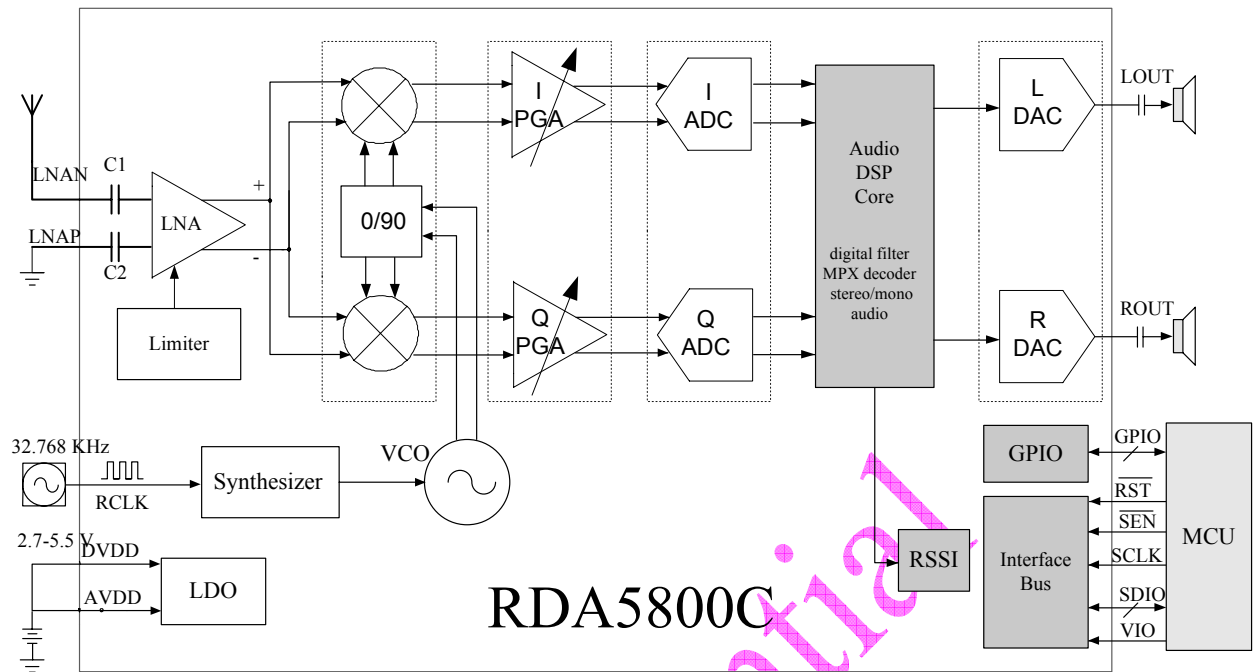 LNAN
C1
LNAP
C2
LNA
+
-
Limiter
0/90
I
PGA
Q
PGA
I
ADC
Q
ADC
Audio
DSP
Core
digital filter
MPX decoder
stereo/mono
audio
L
DAC
R
DAC
LOUT
ROUT
32.768 KHz
RCLK
Synthesizer
VCO
2.7-5.5 V
DVDD
AVDD
LDO
RDA5800C
RSSI
GPIO
Interface
Bus
GPIO
RST
SEN
SCLK
SDIO
VIO
MCU
ntial